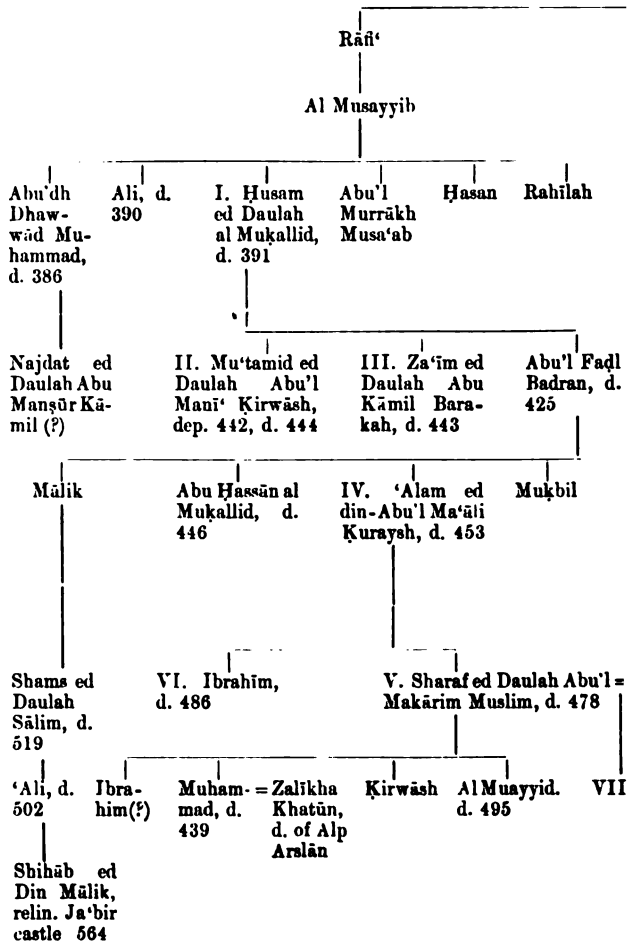 Rāfi‘
Al Musayyib
Abu’dh
Dhaw-
wād Mu-
hammad,
d. 386
Ali, d.
390
I. Ḥusam
ed Daulah
al Muḳallid,
d. 391
Abu’l
Murrākh
Musa‘ab
Ḥasan
Rahīlah
Najdat ed
Daulah Abu
Manṣūr Kā-
mil (?)
II. Mu‘tamid ed
Daulah Abu’l
Manī‘ Ḳirwāsh,
dep. 442, d. 444
III. Za‘īm ed
Daulah Abu
Kāmil Bara-
kah, d. 443
Abu’l Faḍl
Badran, d.
425
Mālik
Abu Ḥassān al
Muḳallid, d.
446
IV. ‘Alam ed
din-Abu’l Ma‘āli
Ḳuraysh, d. 453
Muḳbil
Shams ed
Daulah
Sālim, d.
519
VI. Ibrahīm,
d. 486
V. Sharaf ed Daulah Abu’l =
Makārim Muslim, d. 478
‘Ali, d.
502
Ibra-
him(?)
Muham-
mad, d.
439
= Zalīkha
Khatūn,
d. of Alp
Arslān
Ḳirwāsh
Al Muayyid.
d. 495
VII
Shihāb ed
Din Mālik,
relin. Ja‘bir
castle 564